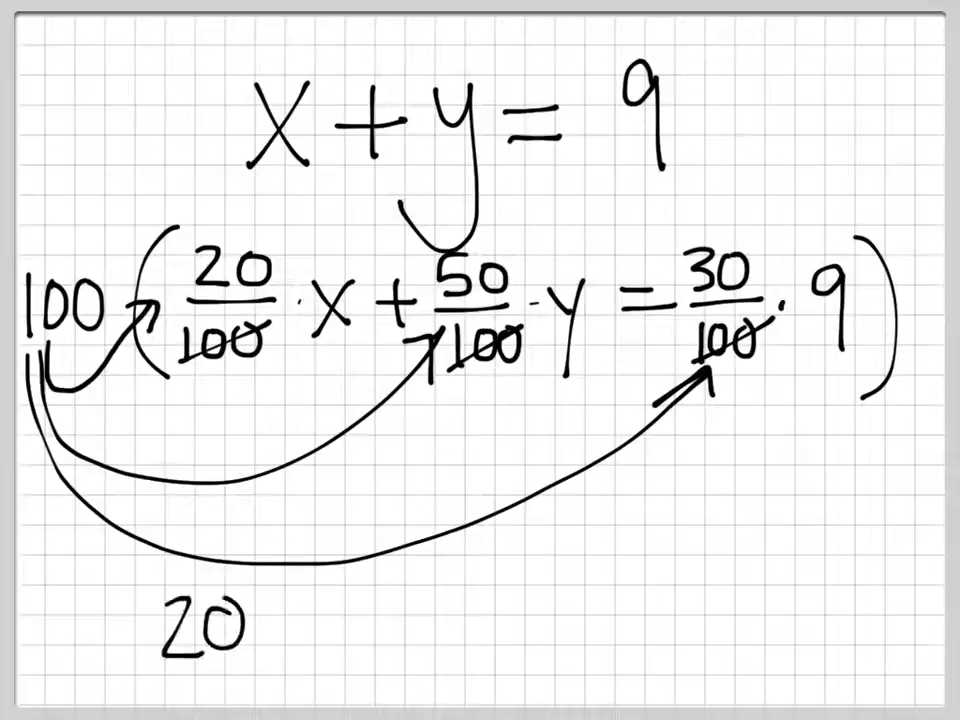 x + y = 9
100 ( 20/100 · x + 50/100 · y = 30/100 · 9 )
20